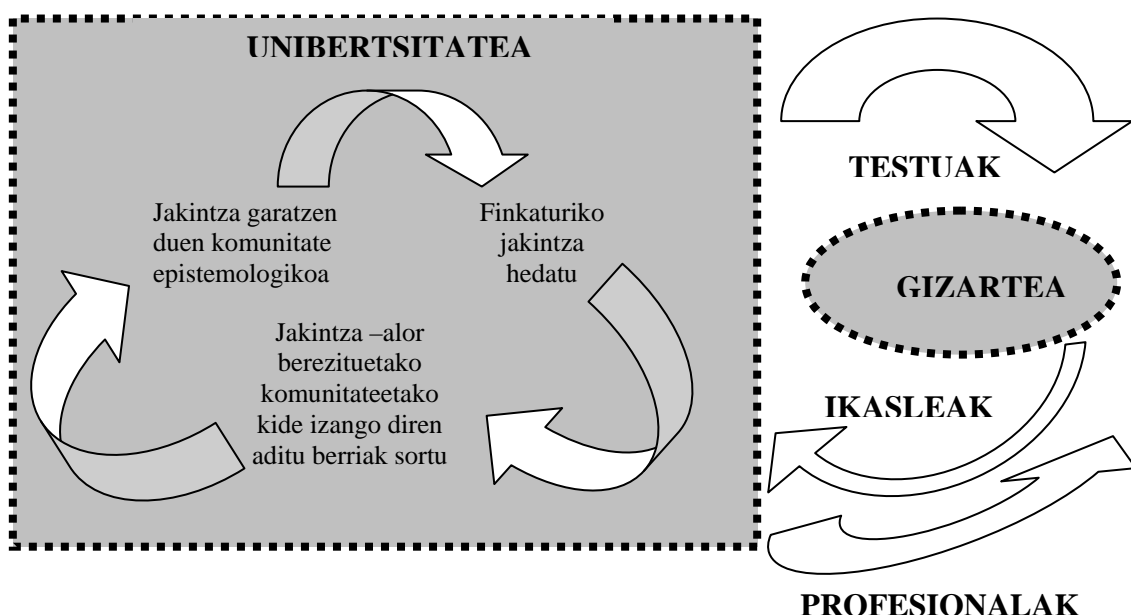 UNIBERTSITATEA
Jakintza garatzen
duen komunitate
epistemologikoa
Finkaturiko
jakintza
hedatu
Jakintza –alor
berezituetako
komunitateetako
kide izango diren
aditu berriak sortu
TESTUAK
GIZARTEA
IKASLEAK
PROFESIONALAK